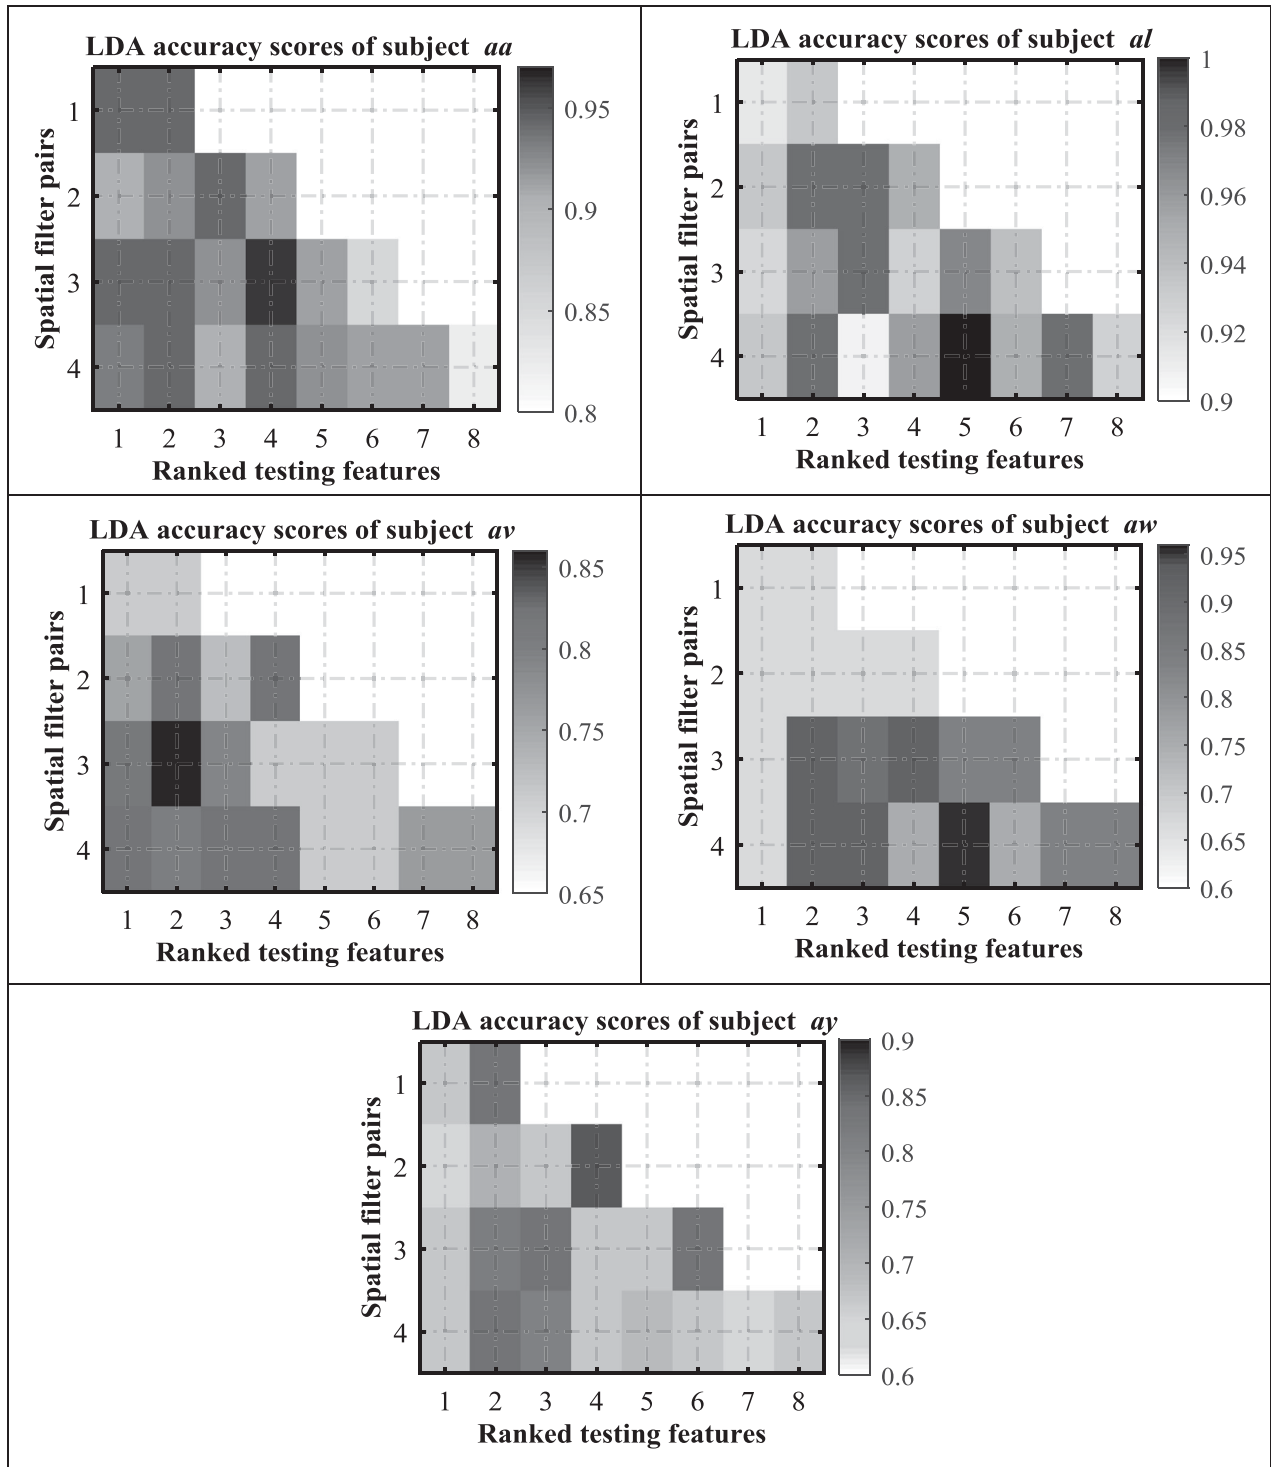 LDA accuracy scores of subject aa
Spatial filter pairs
1
2
3
4
1 2 3 4 5 6 7 8
Ranked testing features
0.95
0.9
0.85
0.8
LDA accuracy scores of subject al
Spatial filter pairs
1
2
3
4
1 2 3 4 5 6 7 8
Ranked testing features
1
0.98
0.96
0.94
0.92
0.9
LDA accuracy scores of subject av
Spatial filter pairs
1
2
3
4
1 2 3 4 5 6 7 8
Ranked testing features
0.85
0.8
0.75
0.7
0.65
LDA accuracy scores of subject aw
Spatial filter pairs
1
2
3
4
1 2 3 4 5 6 7 8
Ranked testing features
0.95
0.9
0.85
0.8
0.75
0.7
0.65
0.6
LDA accuracy scores of subject ay
Spatial filter pairs
1
2
3
4
1 2 3 4 5 6 7 8
Ranked testing features
0.9
0.85
0.8
0.75
0.7
0.65
0.6